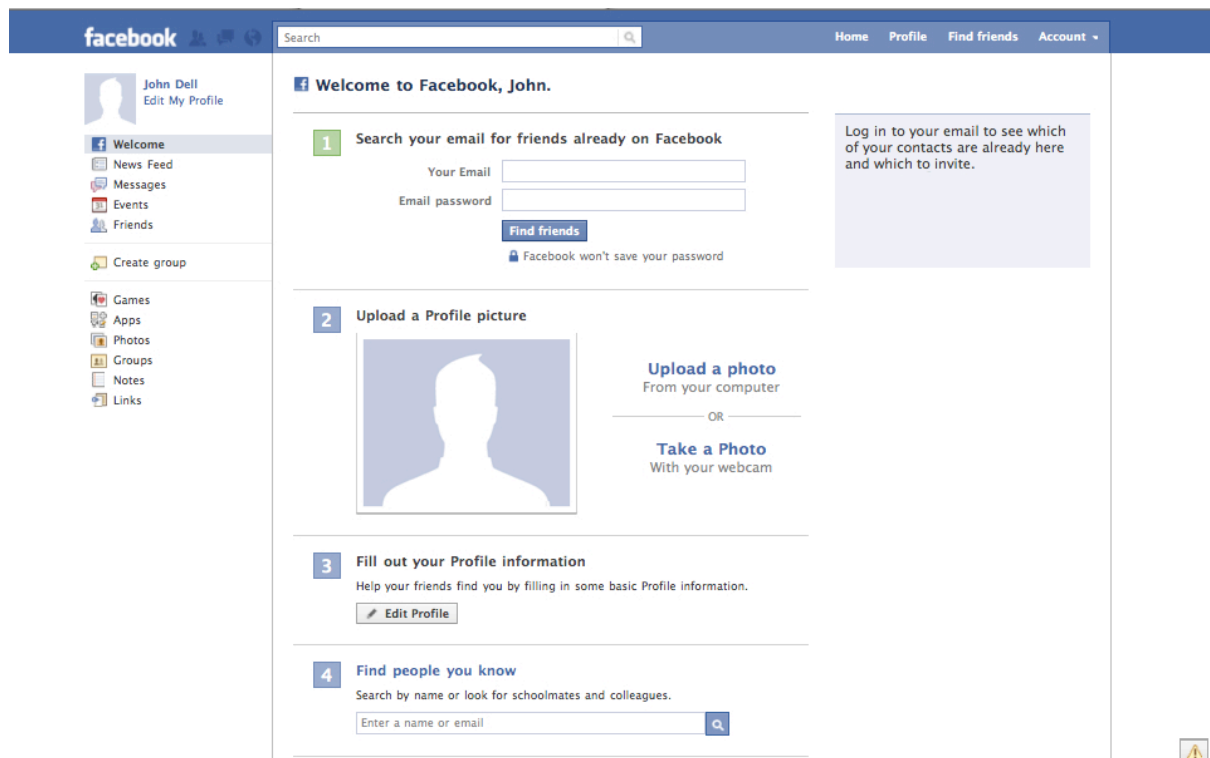 facebook
Search
Home Profile Find friends Account
John Dell
Edit My Profile
Welcome
News Feed
Messages
Events
Friends
Create group
Games
Apps
Photos
Groups
Notes
Links
Welcome to Facebook, John.
1 Search your email for friends already on Facebook
Your Email
Email password
Find friends
Facebook won't save your password
2 Upload a Profile picture
Upload a photo
From your computer
OR
Take a Photo
With your webcam
3 Fill out your Profile information
Help your friends find you by filling in some basic Profile information.
Edit Profile
4 Find people you know
Search by name or look for schoolmates and colleagues.
Enter a name or email
Log in to your email to see which
of your contacts are already here
and which to invite.